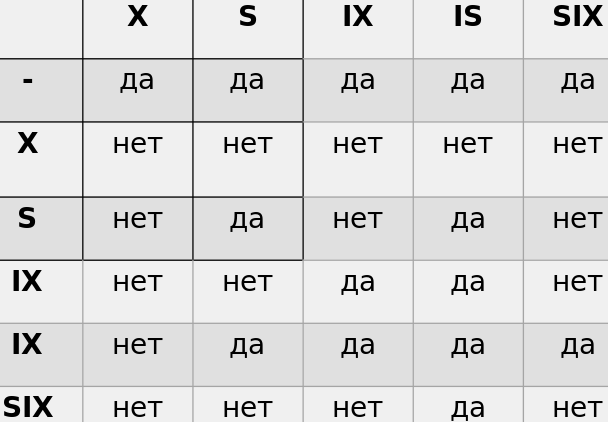 X S IX IS SIX
- да да да да да
X нет нет нет нет нет
S нет да нет да нет
IX нет нет да да нет
IX нет да да да да
SIX нет нет нет да нет